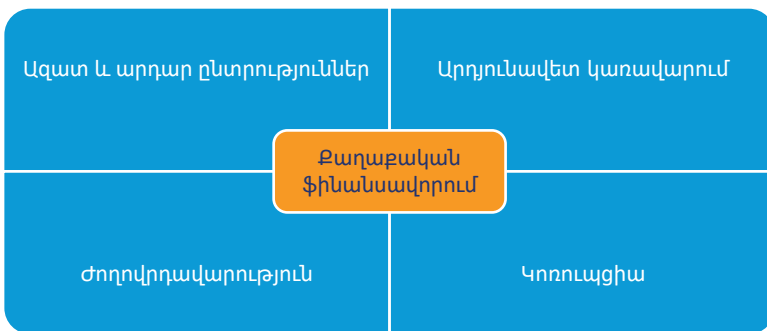 Ազատ և արդար ընտրություններ
Արդյունավետ կառավարում
Քաղաքական
ֆինանսավորում
Ժողովրդավարություն
Կոռուպցիա